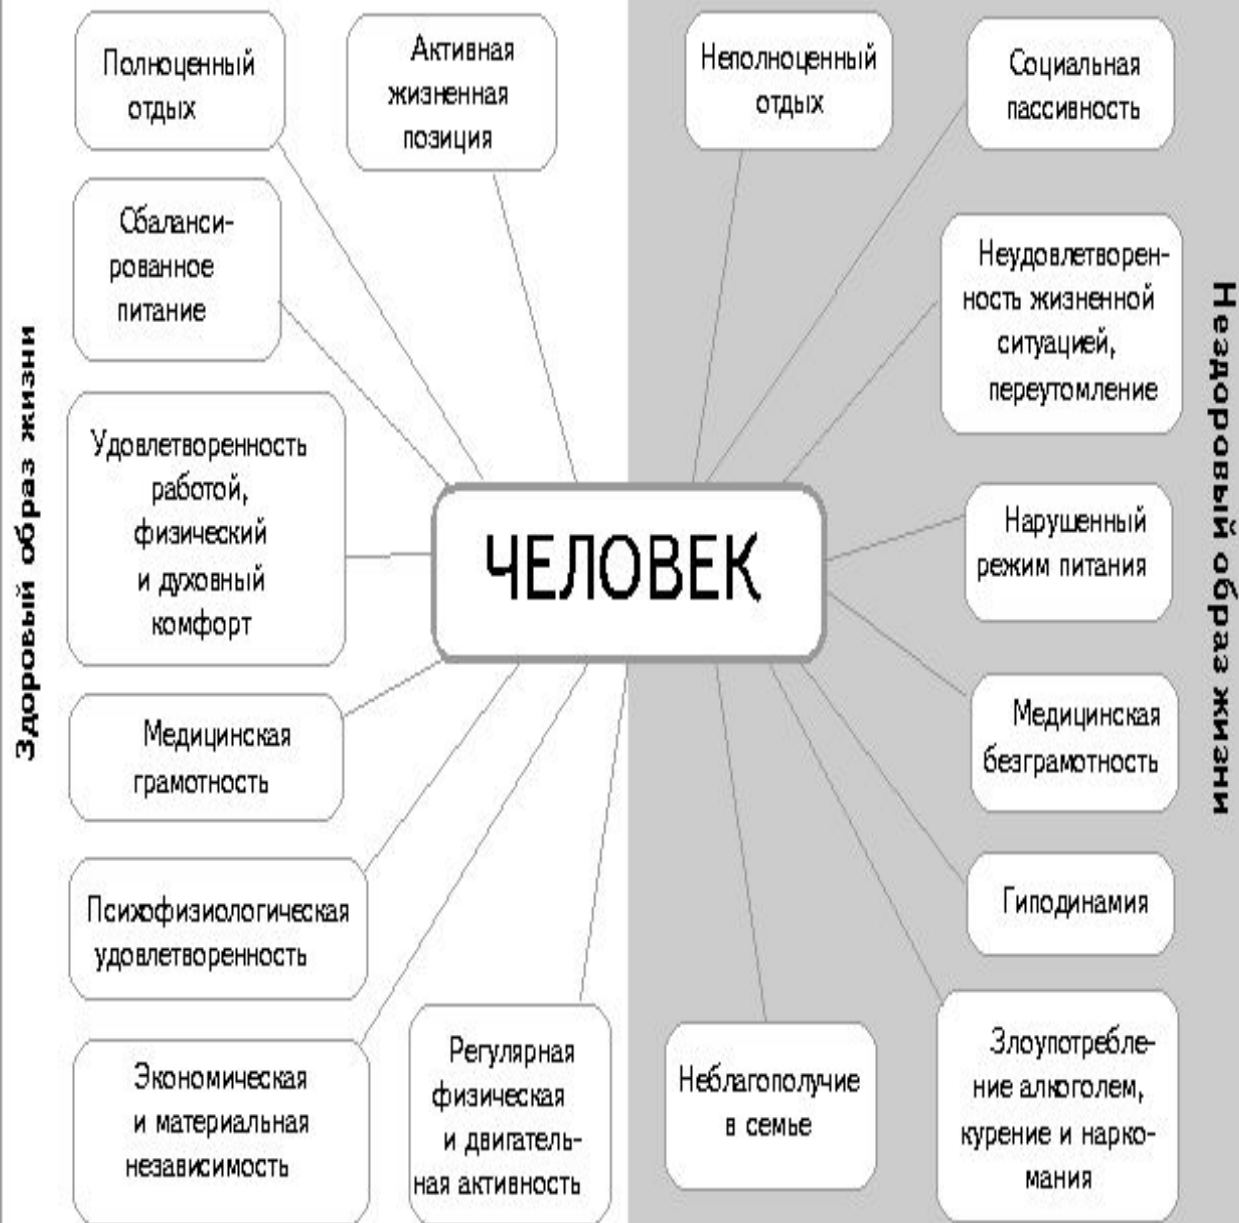 Здоровый образ жизни
Полноценный
отдых
Активная
жизненная
позиция
Сбаланси-
рованное
питание
Удовлетворенность
работой,
физический
и духовный
комфорт
Медицинская
грамотность
Психофизиологическая
удовлетворенность
Экономическая
и материальная
независимость
Регулярная
физическая
и двигатель-
ная активность
ЧЕЛОВЕК
Неполноценный
отдых
Социальная
пассивность
Неудовлетворен-
ность жизненной
ситуацией,
переутомление
Нарушенный
режим питания
Медицинская
безграмотность
Гиподинамия
Злоупотребле-
ние алкоголем,
курение и нарко-
мания
Неблагополучие
в семье
Нездоровый образ жизни